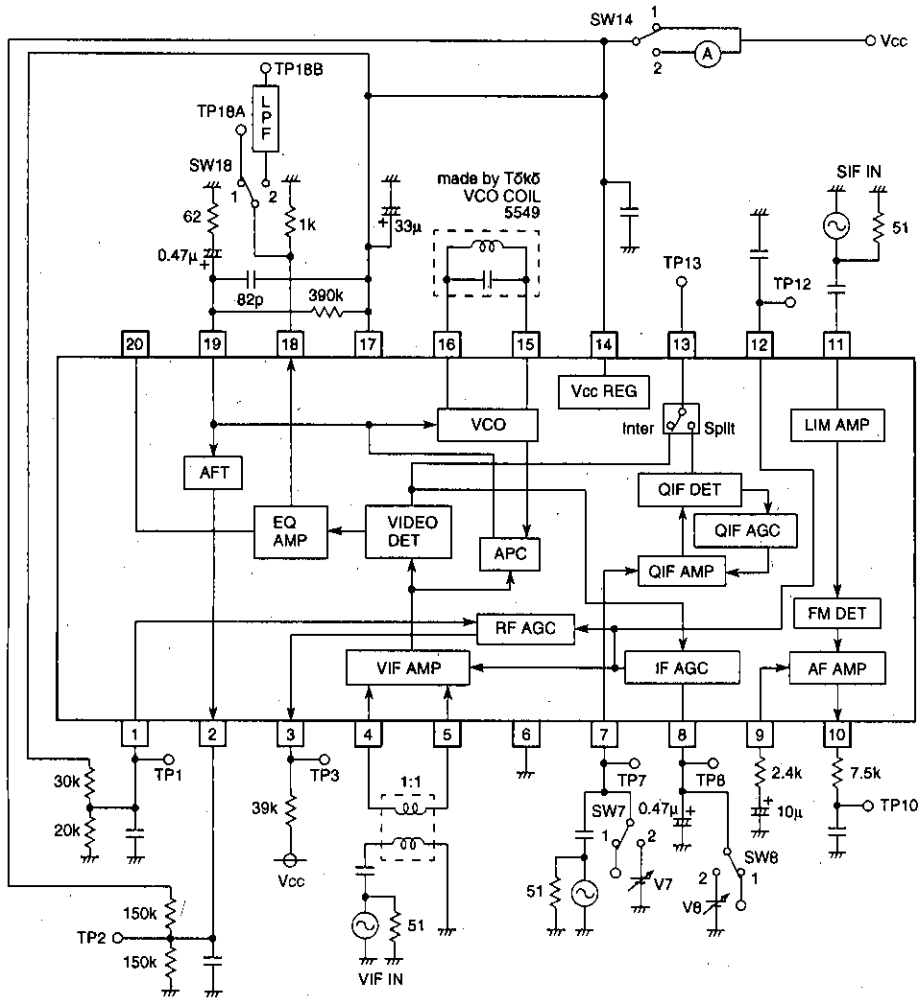 SW14
1
2
A
Vcc
TP18B
LPF
TP18A
SW18
1
2
62
0.47μ
+
1k
82p
390k
33μ
+
made by Tōkō
VCO COIL
5549
TP13
TP12
SIF IN
51
20
19
18
17
16
15
14
13
12
11
Vcc REG
VCO
Inter
Split
LIM AMP
AFT
QIF DET
EQ
AMP
VIDEO
DET
APC
QIF AGC
QIF AMP
RF AGC
FM DET
VIF AMP
IF AGC
AF AMP
1
2
3
4
5
6
7
8
9
10
TP1
TP3
1:1
TP7
TP8
30k
20k
39k
Vcc
SW7
1
2
0.47μ
+
2.4k
10μ
+
7.5k
TP10
51
V7
SW8
2
1
V8
150k
TP2
150k
51
VIF IN